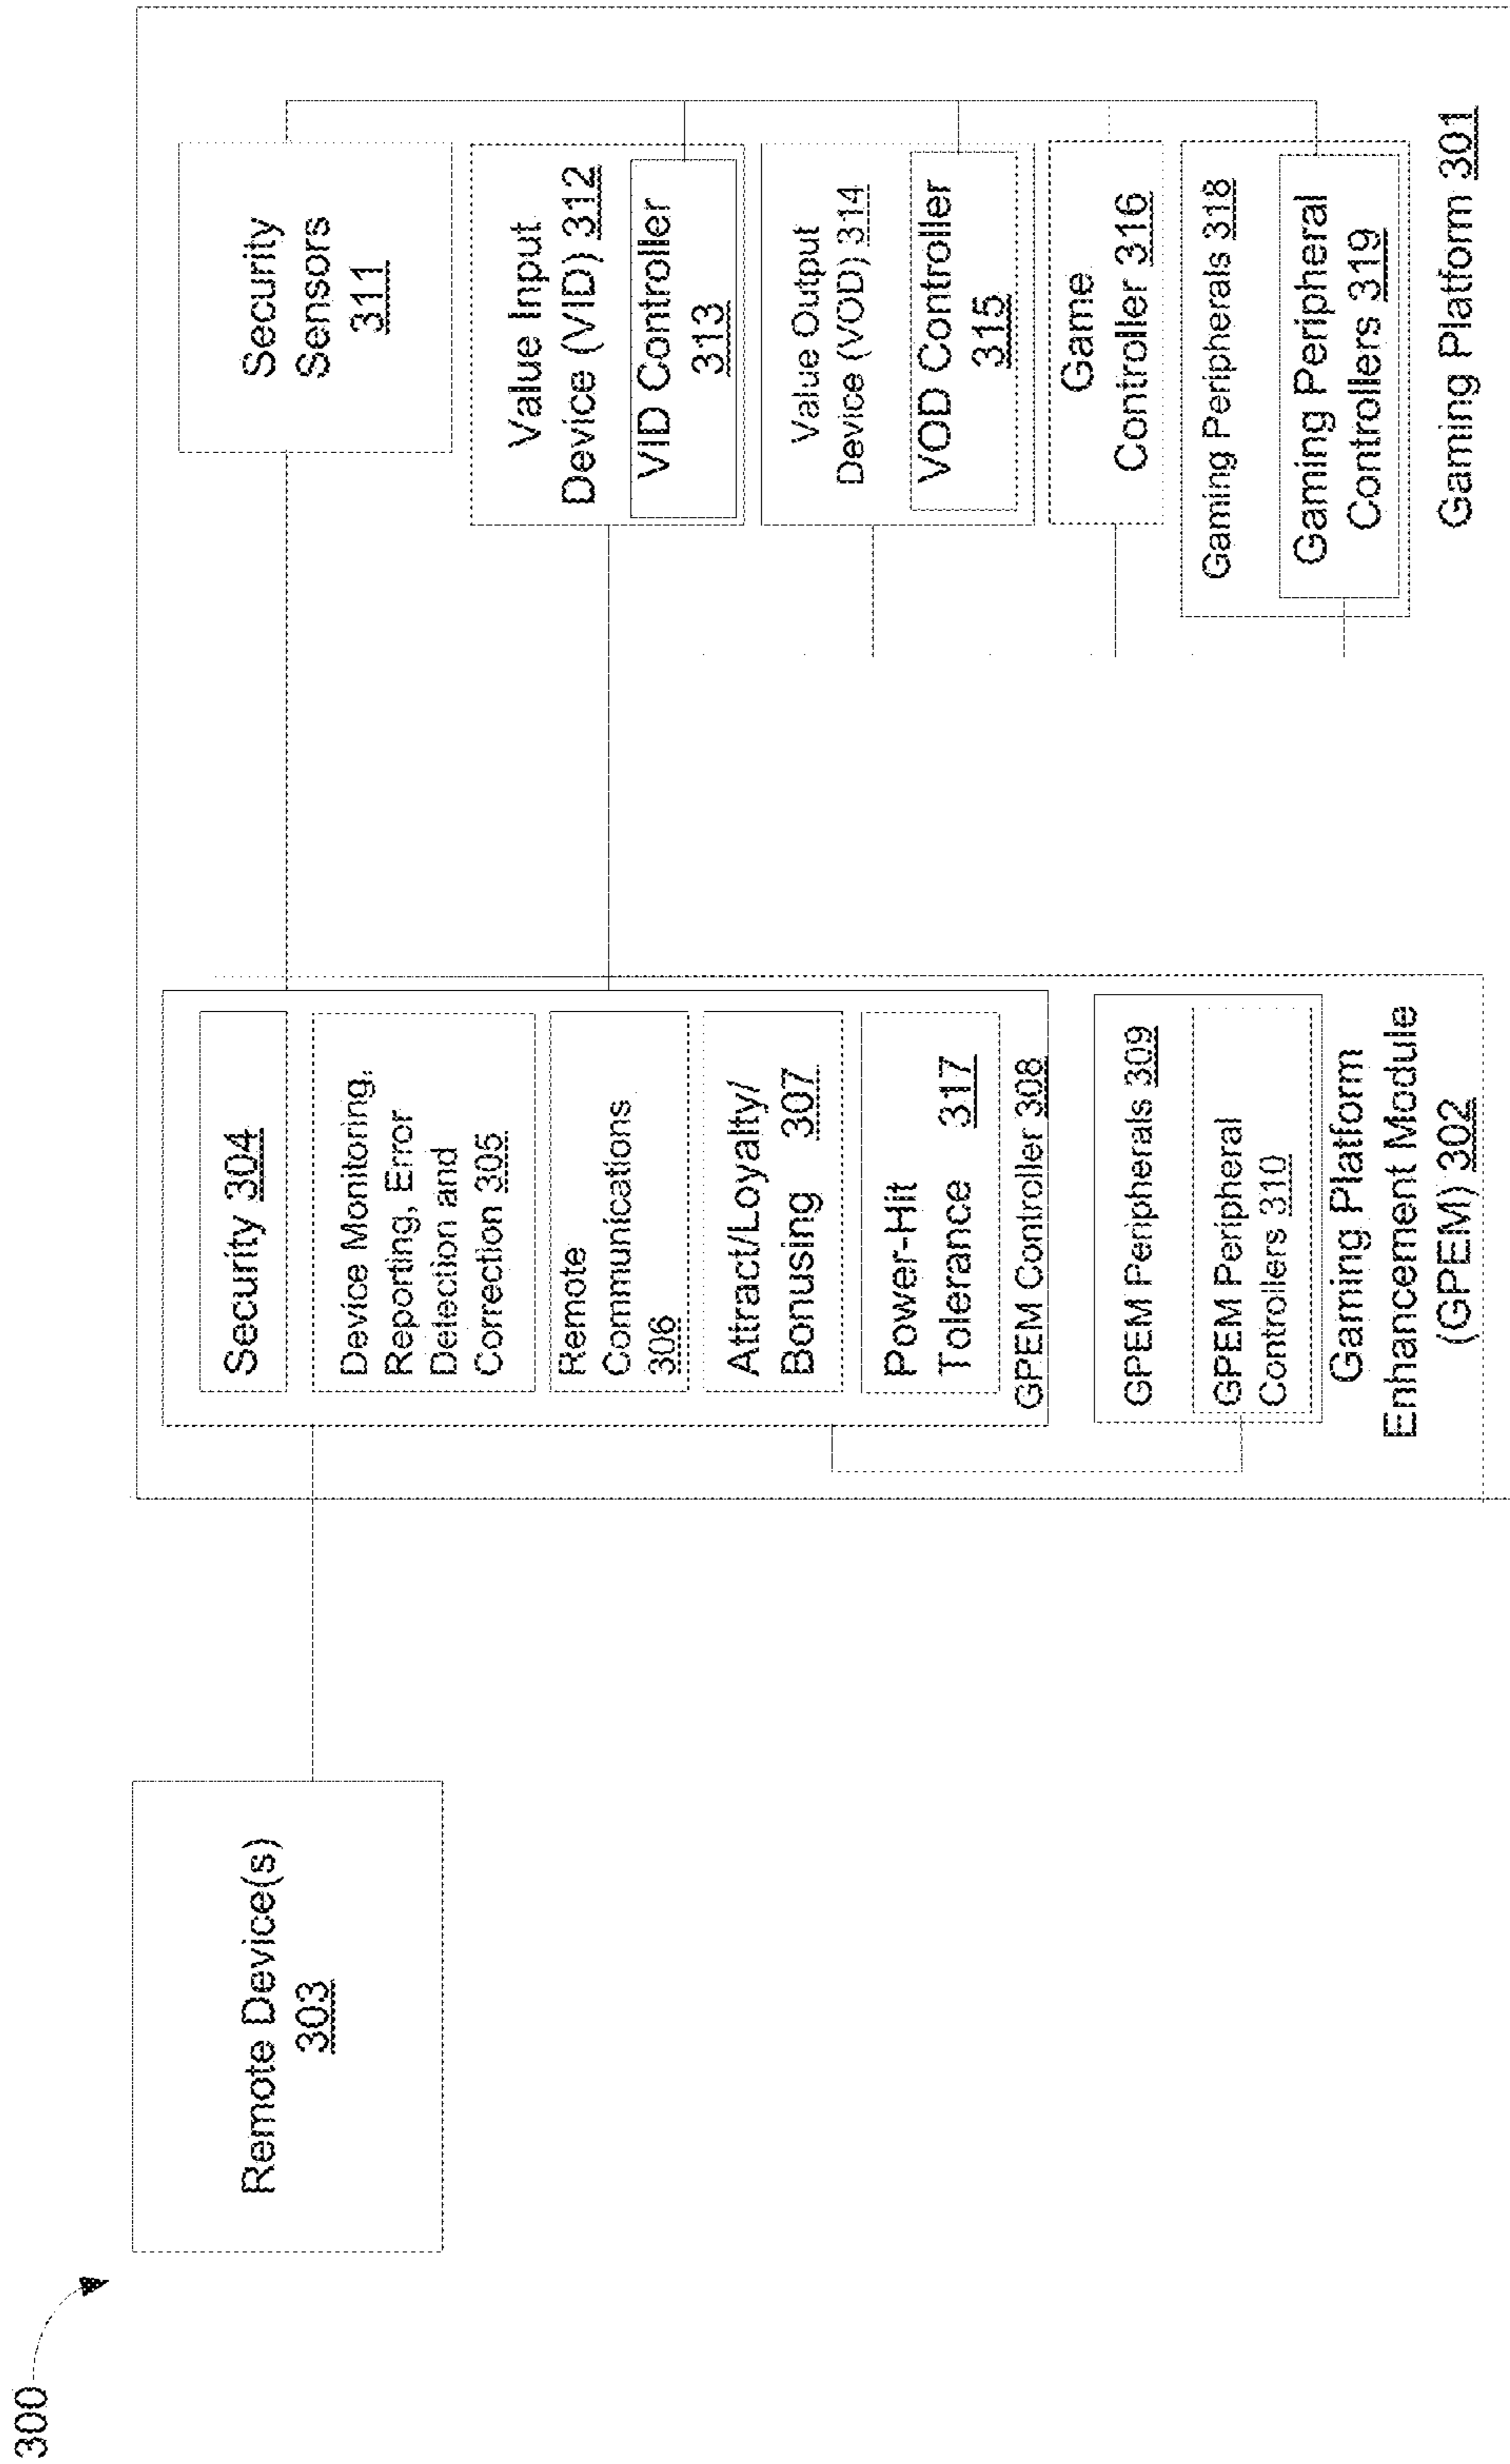 300
Remote Device(s)
303
Security 304
Device Monitoring,
Reporting, Error
Detection and
Correction 305
Remote
Communications
306
Attract/Loyalty/
Bonusing 307
Power-Hit
Tolerance 317
GPEM Controller 308
GPEM Peripherals 309
GPEM Peripheral
Controllers 310
Gaming Platform
Enhancement Module
(GPEM) 302
Security
Sensors
311
Value Input
Device (VID) 312
VID Controller
313
Value Output
Device (VOD) 314
VOD Controller
315
Game
Controller 316
Gaming Peripherals 318
Gaming Peripheral
Controllers 319
Gaming Platform 301